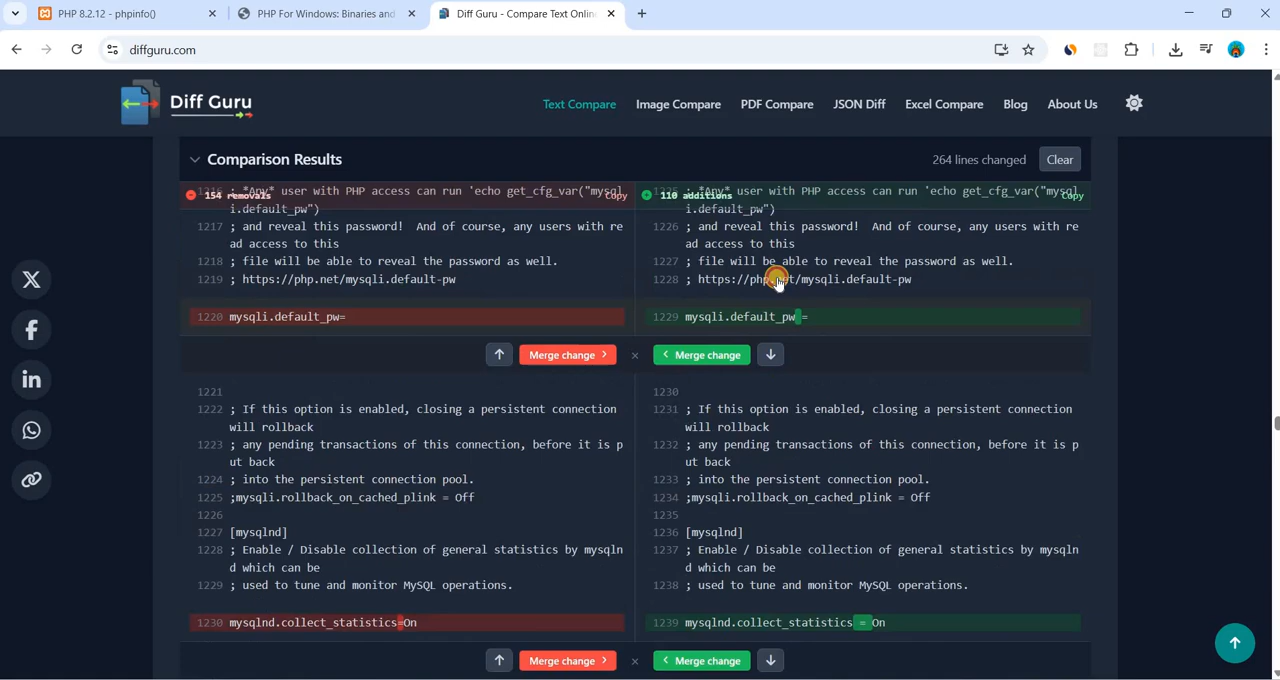 PHP 8.2.12 - phpinfo()
PHP For Windows: Binaries and
Diff Guru - Compare Text Onlin
diffguru.com
Diff Guru
Text Compare
Image Compare
PDF Compare
JSON Diff
Excel Compare
Blog
About Us
Comparison Results
264 lines changed
Clear
154 removals
Copy
1216 ; *Any* user with PHP access can run 'echo get_cfg_var("mysql
i.default_pw")
1217 ; and reveal this password!  And of course, any users with re
ad access to this
1218 ; file will be able to reveal the password as well.
1219 ; https://php.net/mysqli.default-pw
1220 mysqli.default_pw=
Merge change
1221
1222 ; If this option is enabled, closing a persistent connection
will rollback
1223 ; any pending transactions of this connection, before it is p
ut back
1224 ; into the persistent connection pool.
1225 ;mysqli.rollback_on_cached_plink = Off
1226
1227 [mysqlnd]
1228 ; Enable / Disable collection of general statistics by mysqln
d which can be
1229 ; used to tune and monitor MySQL operations.
1230 mysqlnd.collect_statistics=On
Merge change
110 additions
Copy
1225 ; *Any* user with PHP access can run 'echo get_cfg_var("mysql
i.default_pw")
1226 ; and reveal this password!  And of course, any users with re
ad access to this
1227 ; file will be able to reveal the password as well.
1228 ; https://php.net/mysqli.default-pw
1229 mysqli.default_pw =
Merge change
1230
1231 ; If this option is enabled, closing a persistent connection
will rollback
1232 ; any pending transactions of this connection, before it is p
ut back
1233 ; into the persistent connection pool.
1234 ;mysqli.rollback_on_cached_plink = Off
1235
1236 [mysqlnd]
1237 ; Enable / Disable collection of general statistics by mysqln
d which can be
1238 ; used to tune and monitor MySQL operations.
1239 mysqlnd.collect_statistics = On
Merge change